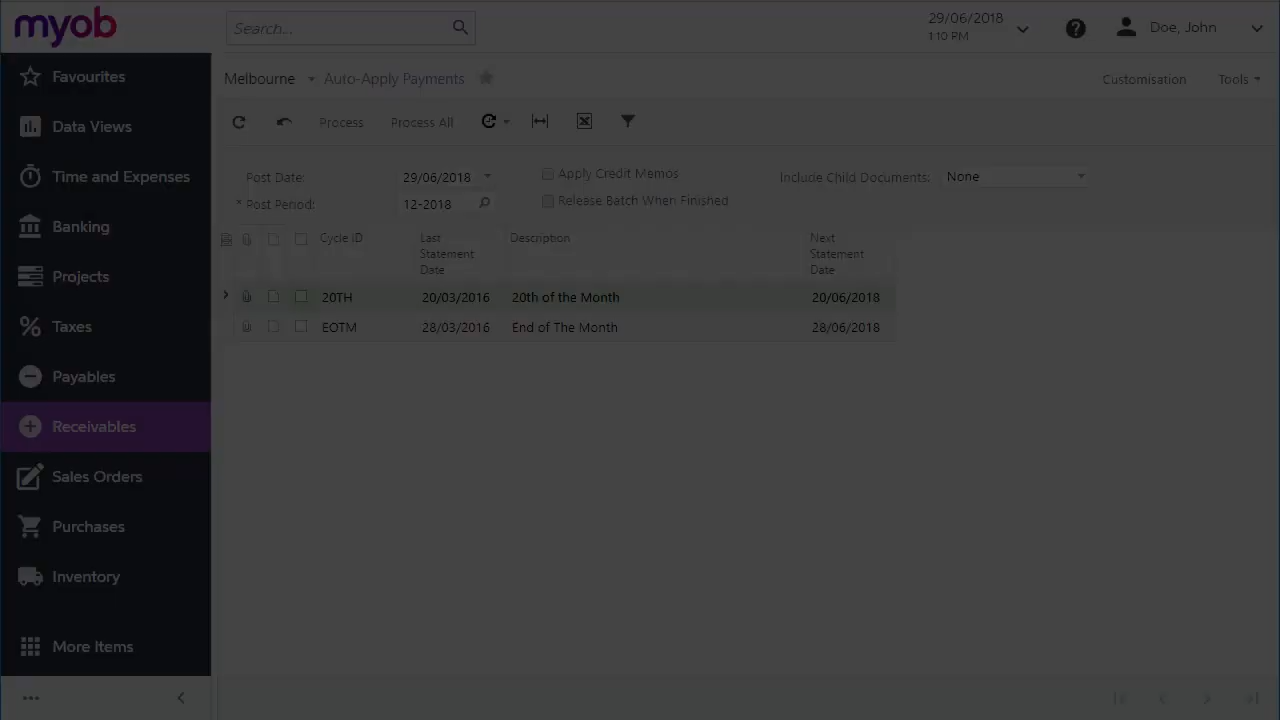 myob
Search...
29/06/2018
1:10 PM
Doe, John
Favourites
Data Views
Time and Expenses
Banking
Projects
Taxes
Payables
Receivables
Sales Orders
Purchases
Inventory
More Items
Melbourne
Auto-Apply Payments
Customisation
Tools
Process
Process All
Post Date:
29/06/2018
Apply Credit Memos
Include Child Documents:
None
* Post Period:
12-2018
Release Batch When Finished
Cycle ID
Last Statement Date
Description
Next Statement Date
20TH
20/03/2016
20th of the Month
20/06/2018
EOTM
28/03/2016
End of The Month
28/06/2018